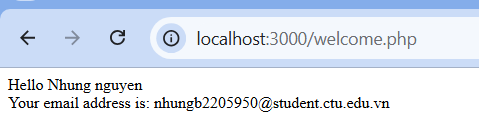 localhost:3000/welcome.php
Hello Nhung nguyen
Your email address is: nhungb2205950@student.ctu.edu.vn